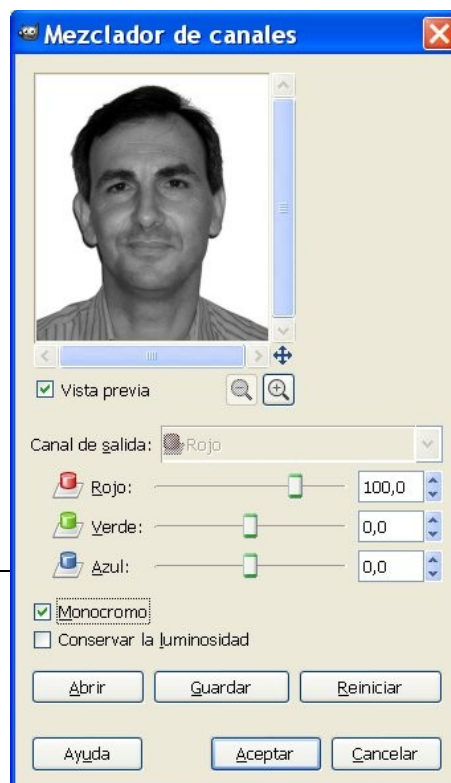 Mezclador de canales
Vista previa
Canal de salida: Rojo
Rojo: 100,0
Verde: 0,0
Azul: 0,0
Monocromo
Conservar la luminosidad
Abrir Guardar Reiniciar
Ayuda Aceptar Cancelar